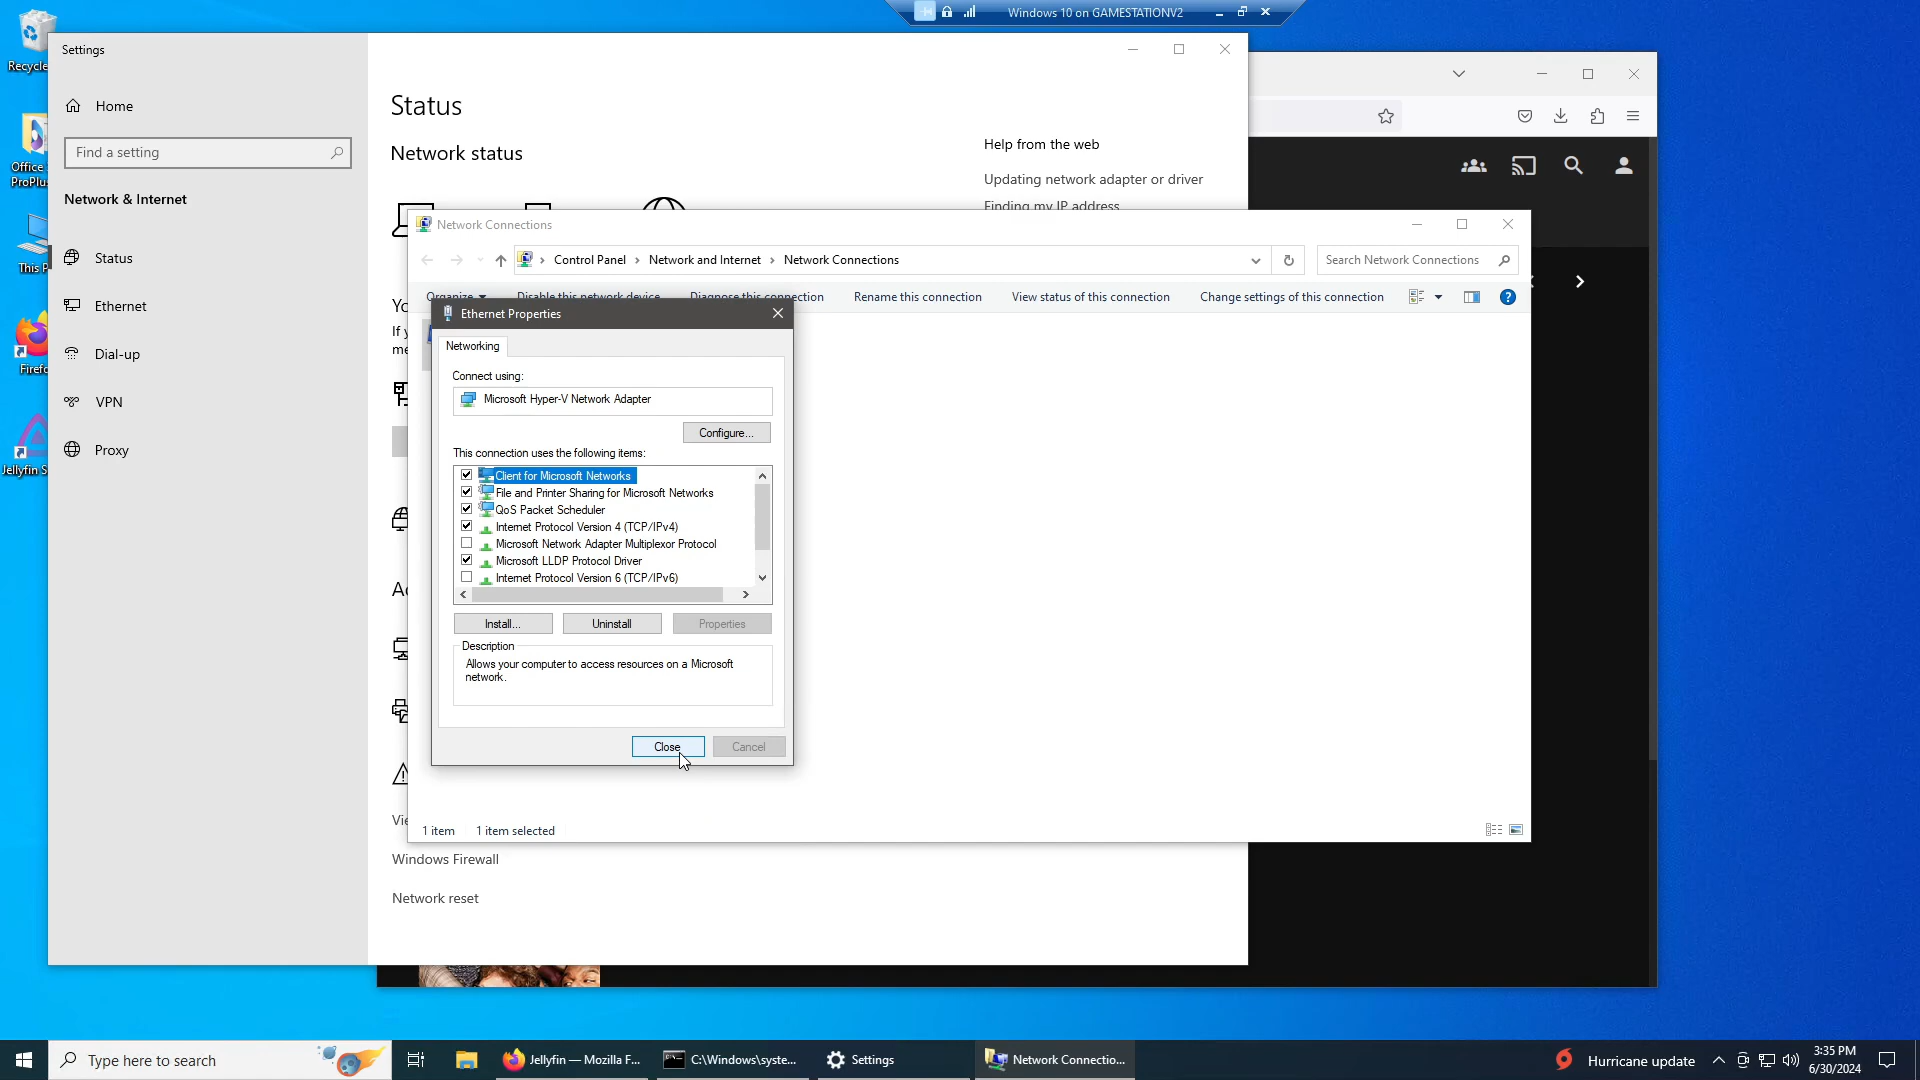 Windows 10 on GAMESTATIONV2
Recycle
Office
ProPlus
This P
Firefo
Jellyfin S
Settings
Home
Find a setting
Network & Internet
Status
Ethernet
Dial-up
VPN
Proxy
Status
Network status
Help from the web
Updating network adapter or driver
Finding my IP address
Yo
If y
me
Ac
Vie
Windows Firewall
Network reset
Network Connections
Control Panel › Network and Internet › Network Connections
Search Network Connections
Organize
Disable this network device
Diagnose this connection
Rename this connection
View status of this connection
Change settings of this connection
Ethernet Properties
Networking
Connect using:
Microsoft Hyper-V Network Adapter
Configure...
This connection uses the following items:
Client for Microsoft Networks
File and Printer Sharing for Microsoft Networks
QoS Packet Scheduler
Internet Protocol Version 4 (TCP/IPv4)
Microsoft Network Adapter Multiplexor Protocol
Microsoft LLDP Protocol Driver
Internet Protocol Version 6 (TCP/IPv6)
Install...
Uninstall
Properties
Description
Allows your computer to access resources on a Microsoft
network.
Close
Cancel
1 item
1 item selected
Type here to search
Jellyfin — Mozilla F...
C:\Windows\syste...
Settings
Network Connectio...
Hurricane update
3:35 PM
6/30/2024